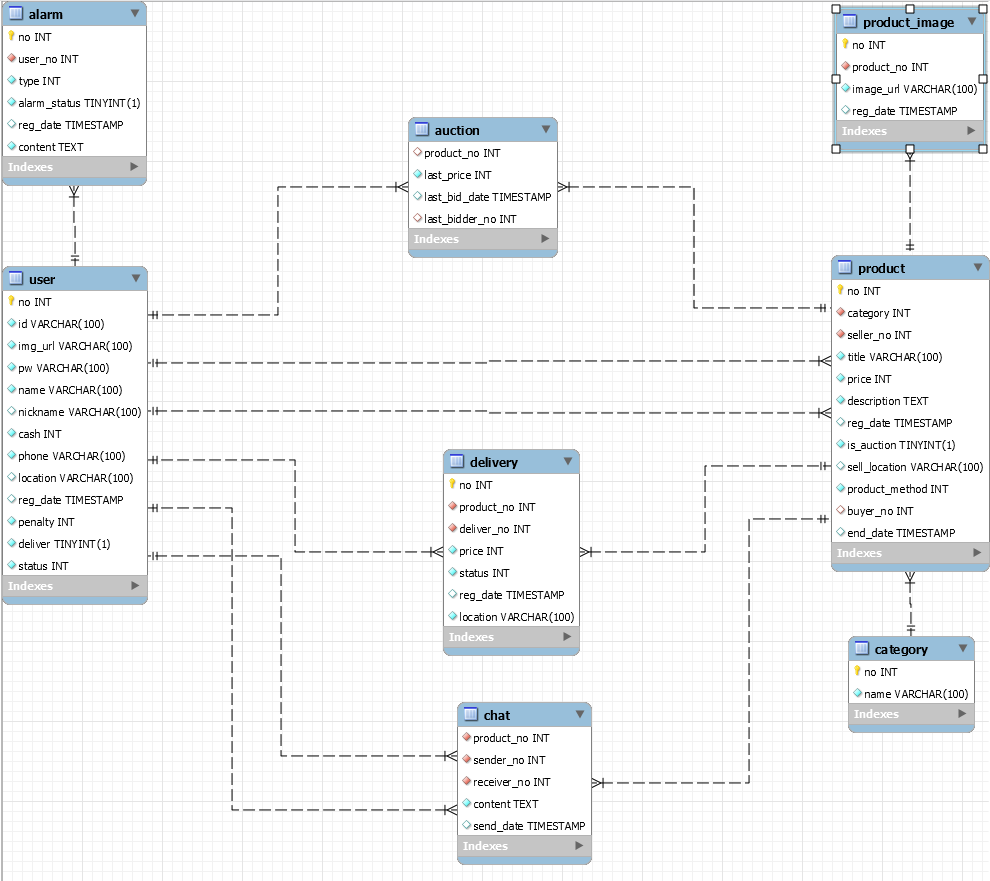 alarm
no INT
user_no INT
type INT
alarm_status TINYINT(1)
reg_date TIMESTAMP
content TEXT
Indexes
product_image
no INT
product_no INT
image_url VARCHAR(100)
reg_date TIMESTAMP
Indexes
auction
product_no INT
last_price INT
last_bid_date TIMESTAMP
last_bidder_no INT
Indexes
user
no INT
id VARCHAR(100)
img_url VARCHAR(100)
pw VARCHAR(100)
name VARCHAR(100)
nickname VARCHAR(100)
cash INT
phone VARCHAR(100)
location VARCHAR(100)
reg_date TIMESTAMP
penalty INT
deliver TINYINT(1)
status INT
Indexes
product
no INT
category INT
seller_no INT
title VARCHAR(100)
price INT
description TEXT
reg_date TIMESTAMP
is_auction TINYINT(1)
sell_location VARCHAR(100)
product_method INT
buyer_no INT
end_date TIMESTAMP
Indexes
delivery
no INT
product_no INT
deliver_no INT
price INT
status INT
reg_date TIMESTAMP
location VARCHAR(100)
Indexes
category
no INT
name VARCHAR(100)
Indexes
chat
product_no INT
sender_no INT
receiver_no INT
content TEXT
send_date TIMESTAMP
Indexes